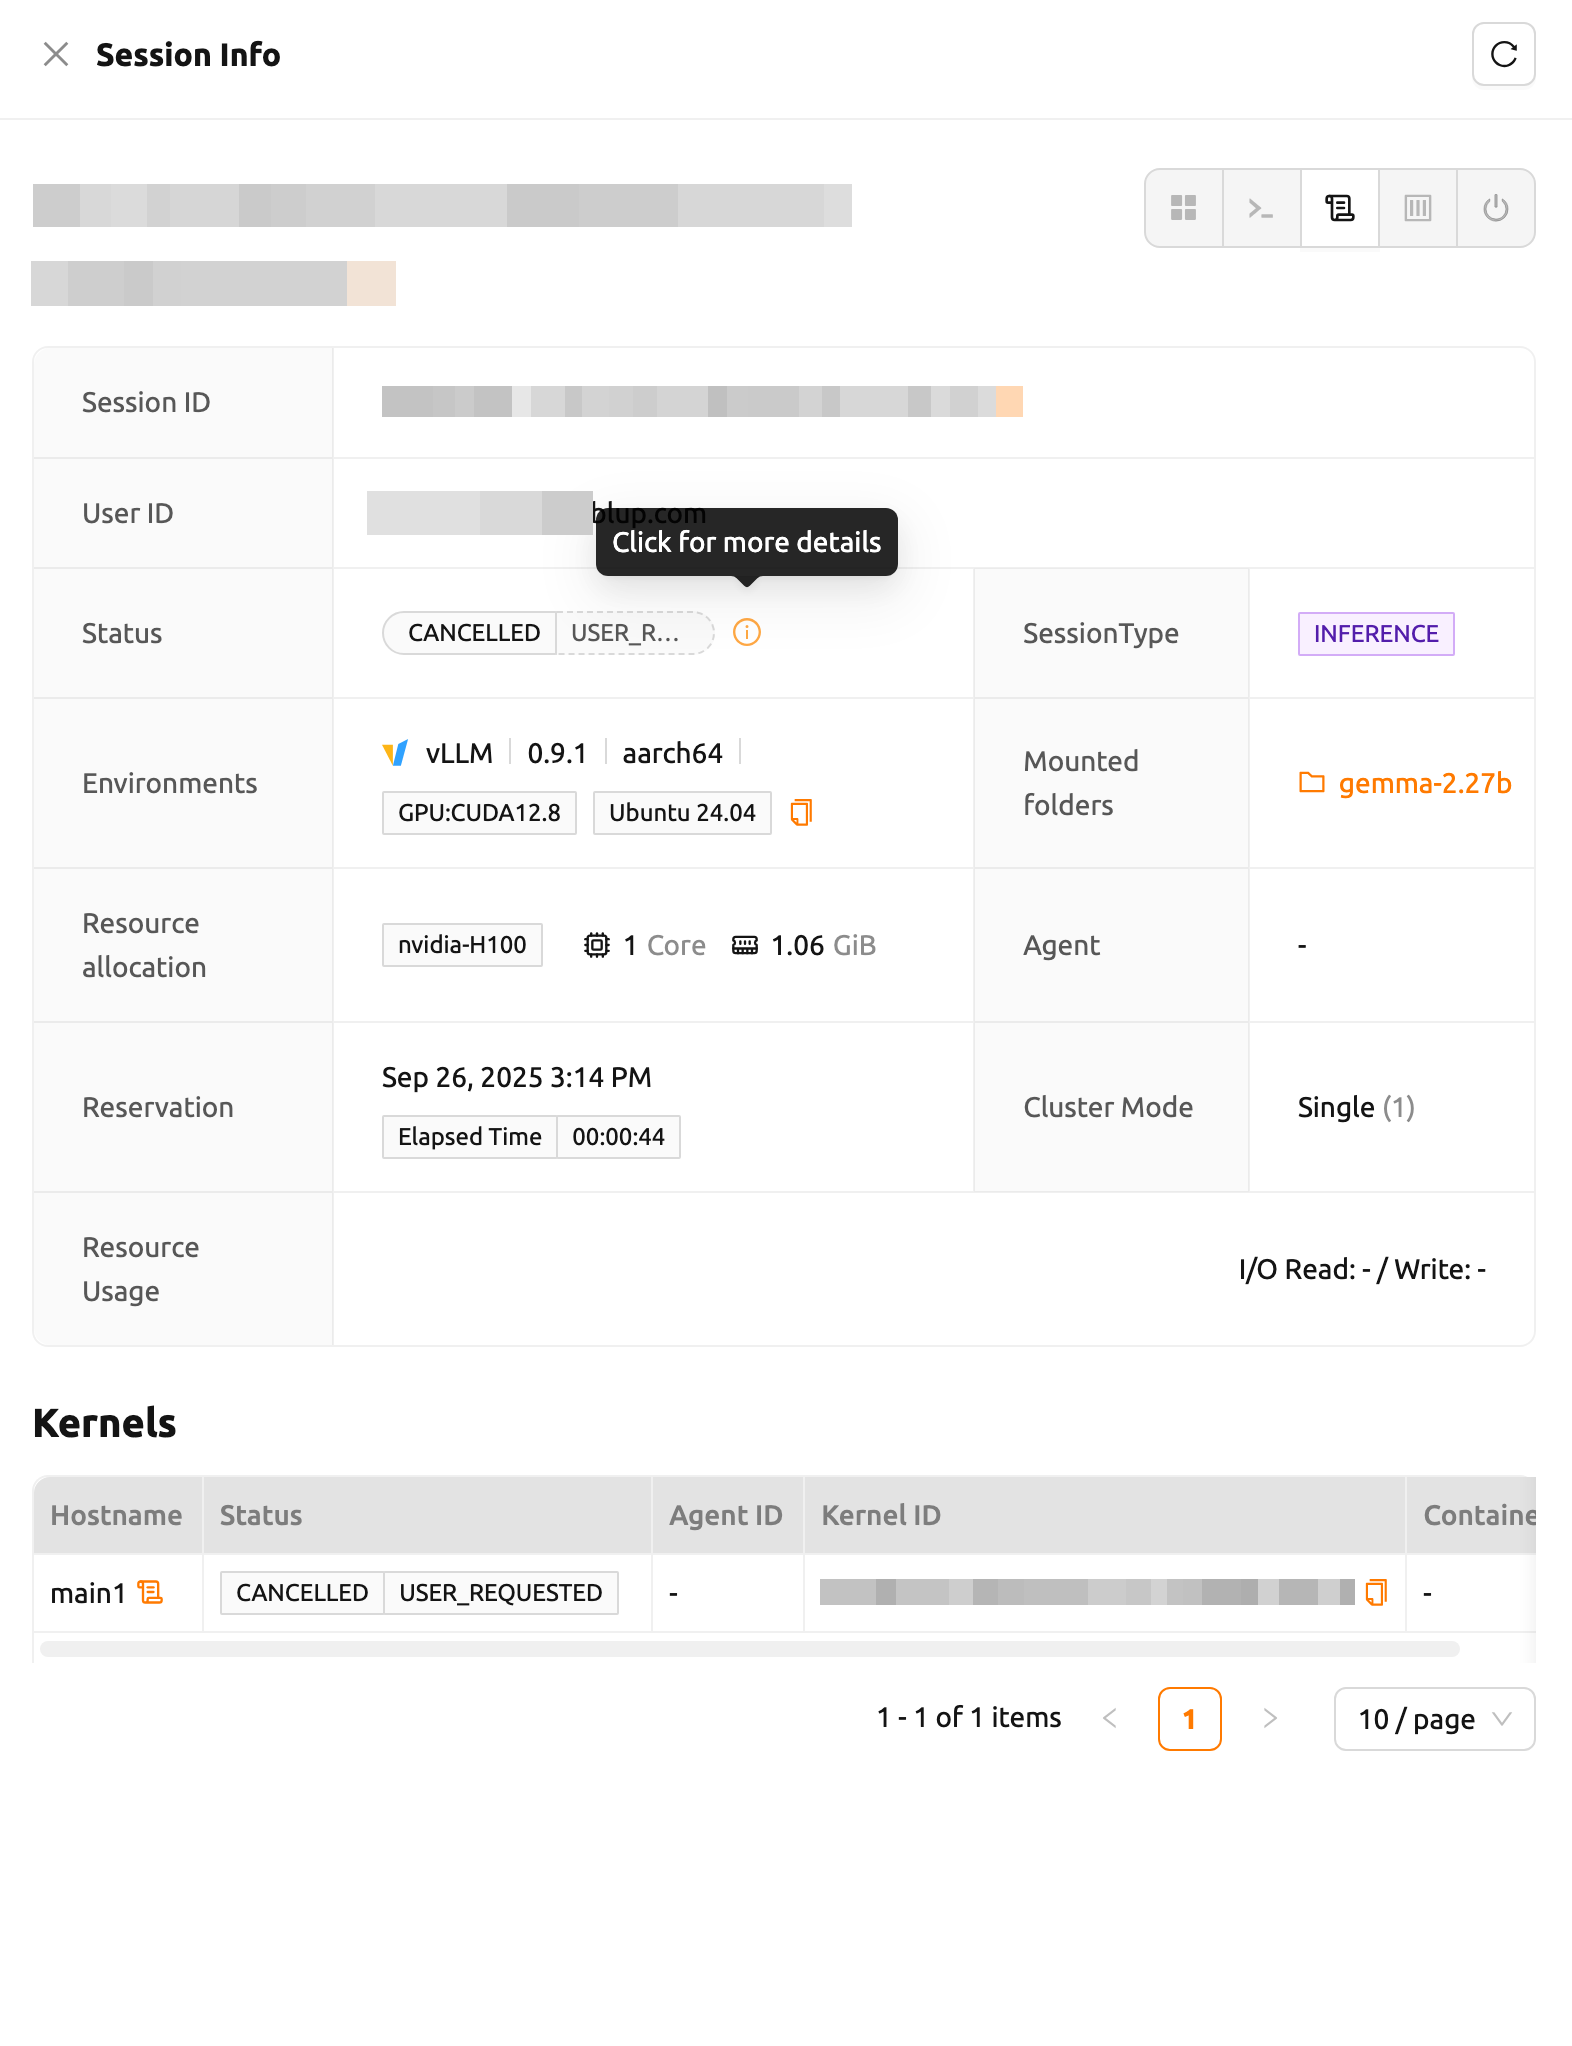 Session Info
Session ID
User ID
blup.com
Click for more details
Status
CANCELLED USER_R...
SessionType
INFERENCE
Environments
vLLM 0.9.1 aarch64
GPU:CUDA12.8 Ubuntu 24.04
Mounted
folders
gemma-2.27b
Resource
allocation
nvidia-H100 1 Core 1.06 GiB
Agent
-
Reservation
Sep 26, 2025 3:14 PM
Elapsed Time 00:00:44
Cluster Mode
Single (1)
Resource
Usage
I/O Read: - / Write: -
Kernels
Hostname Status Agent ID Kernel ID Containe
main1 CANCELLED USER_REQUESTED - -
1 - 1 of 1 items < 1 > 10 / page